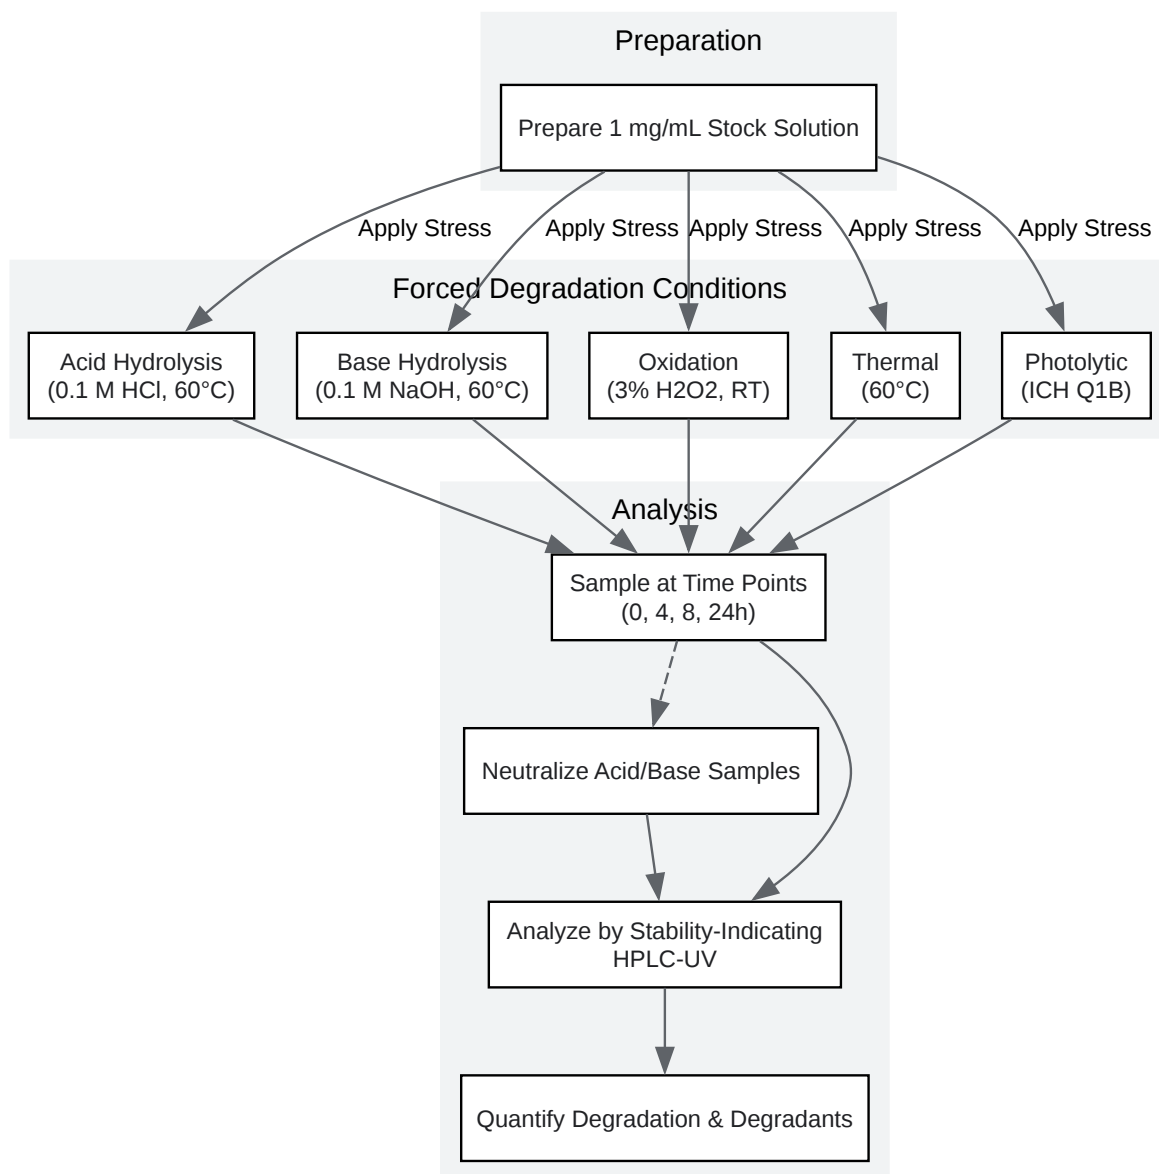 Preparation
Prepare 1 mg/mL Stock Solution
Apply Stress
Apply Stress
Apply Stress
Apply Stress
Apply Stress
Forced Degradation Conditions
Acid Hydrolysis
(0.1 M HCl, 60°C)
Base Hydrolysis
(0.1 M NaOH, 60°C)
Oxidation
(3% H2O2, RT)
Thermal
(60°C)
Photolytic
(ICH Q1B)
Analysis
Sample at Time Points
(0, 4, 8, 24h)
Neutralize Acid/Base Samples
Analyze by Stability-Indicating
HPLC-UV
Quantify Degradation & Degradants